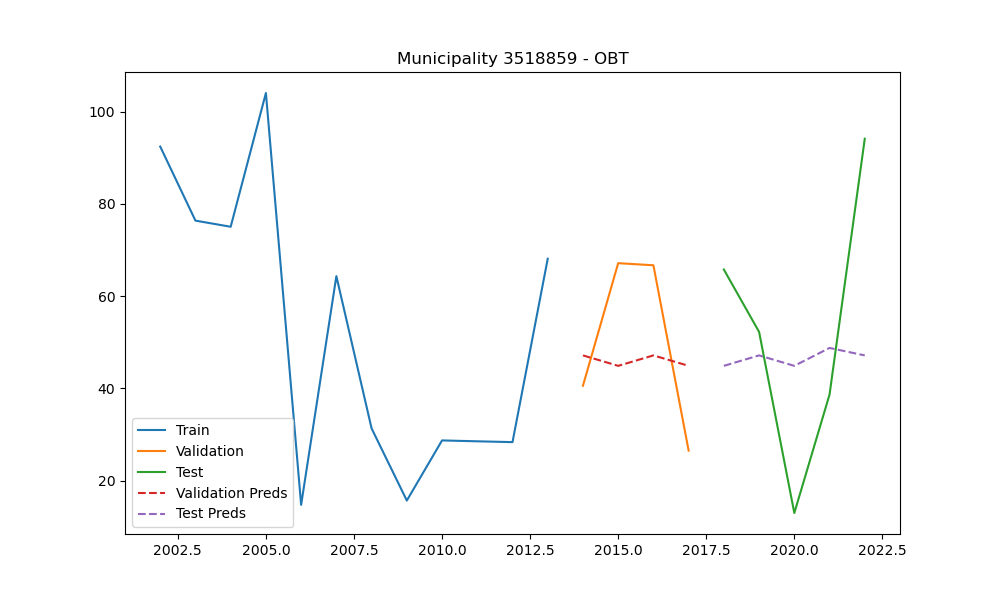 Municipality 3518859 - OBT
100
80
60
40
20
Train
Validation
Test
Validation Preds
Test Preds
2002.5 2005.0 2007.5 2010.0 2012.5 2015.0 2017.5 2020.0 2022.5